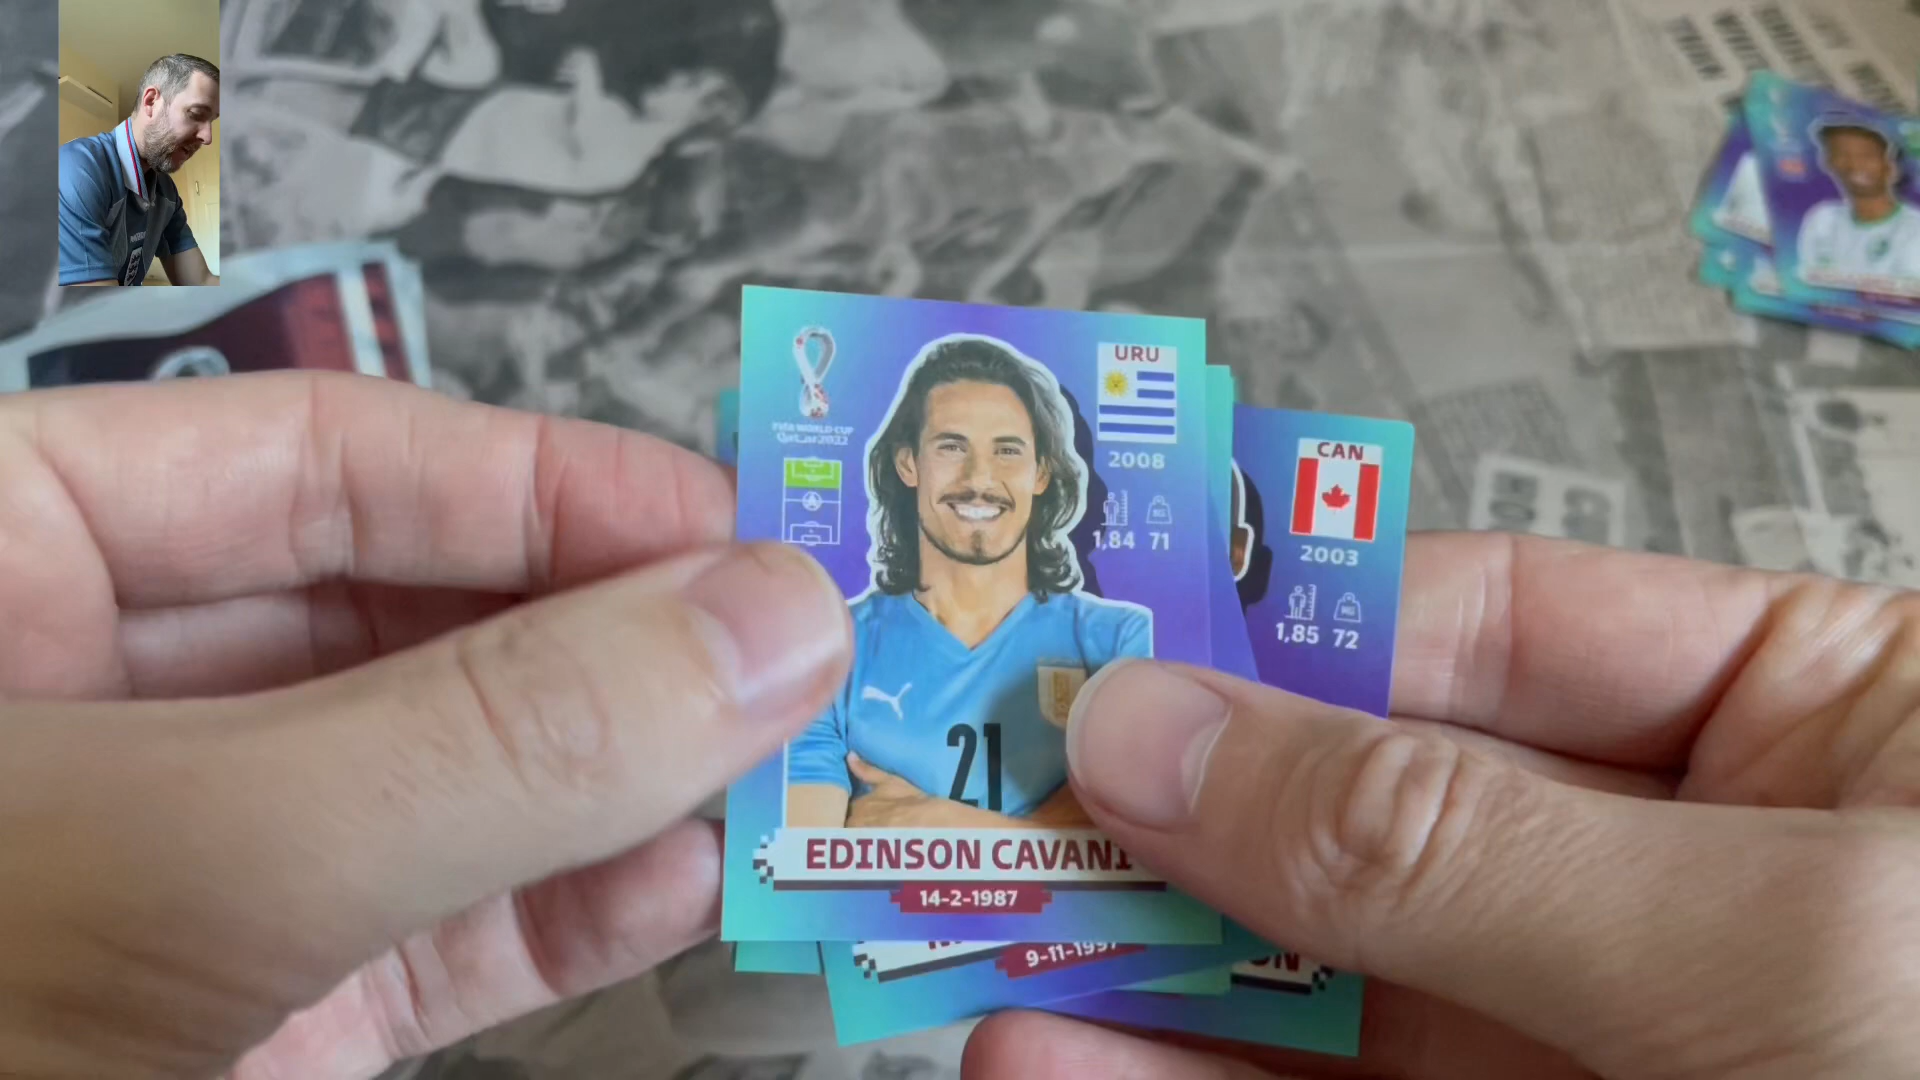 FIFA WORLD CUP
Qatar2022
URU
2008
1,84 71
21
EDINSON CAVANI
14-2-1987
CAN
2003
1,85 72
9-11-1997